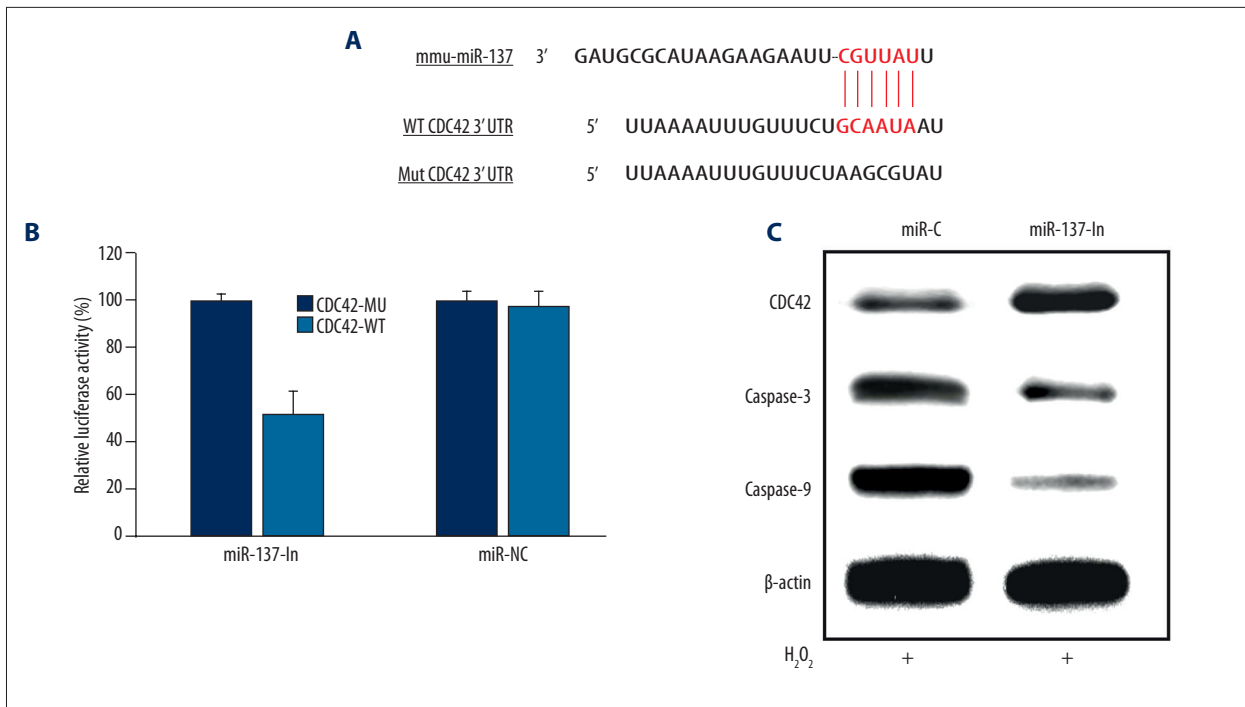 A
mmu-miR-137 3′ GAUGCGCAUAAGAAGAAUU-CGUUAUU
WT CDC42 3′ UTR 5′ UUAAAAUUUGUUUCUGCAAUAAU
Mut CDC42 3′ UTR 5′ UUAAAAUUUGUUUCUAAGCGUAU
B
Relative luciferase activity (%)
120
100
80
60
40
20
0
CDC42-MU
CDC42-WT
miR-137-In miR-NC
C
miR-C miR-137-In
CDC42
Caspase-3
Caspase-9
β-actin
H₂O₂ + +